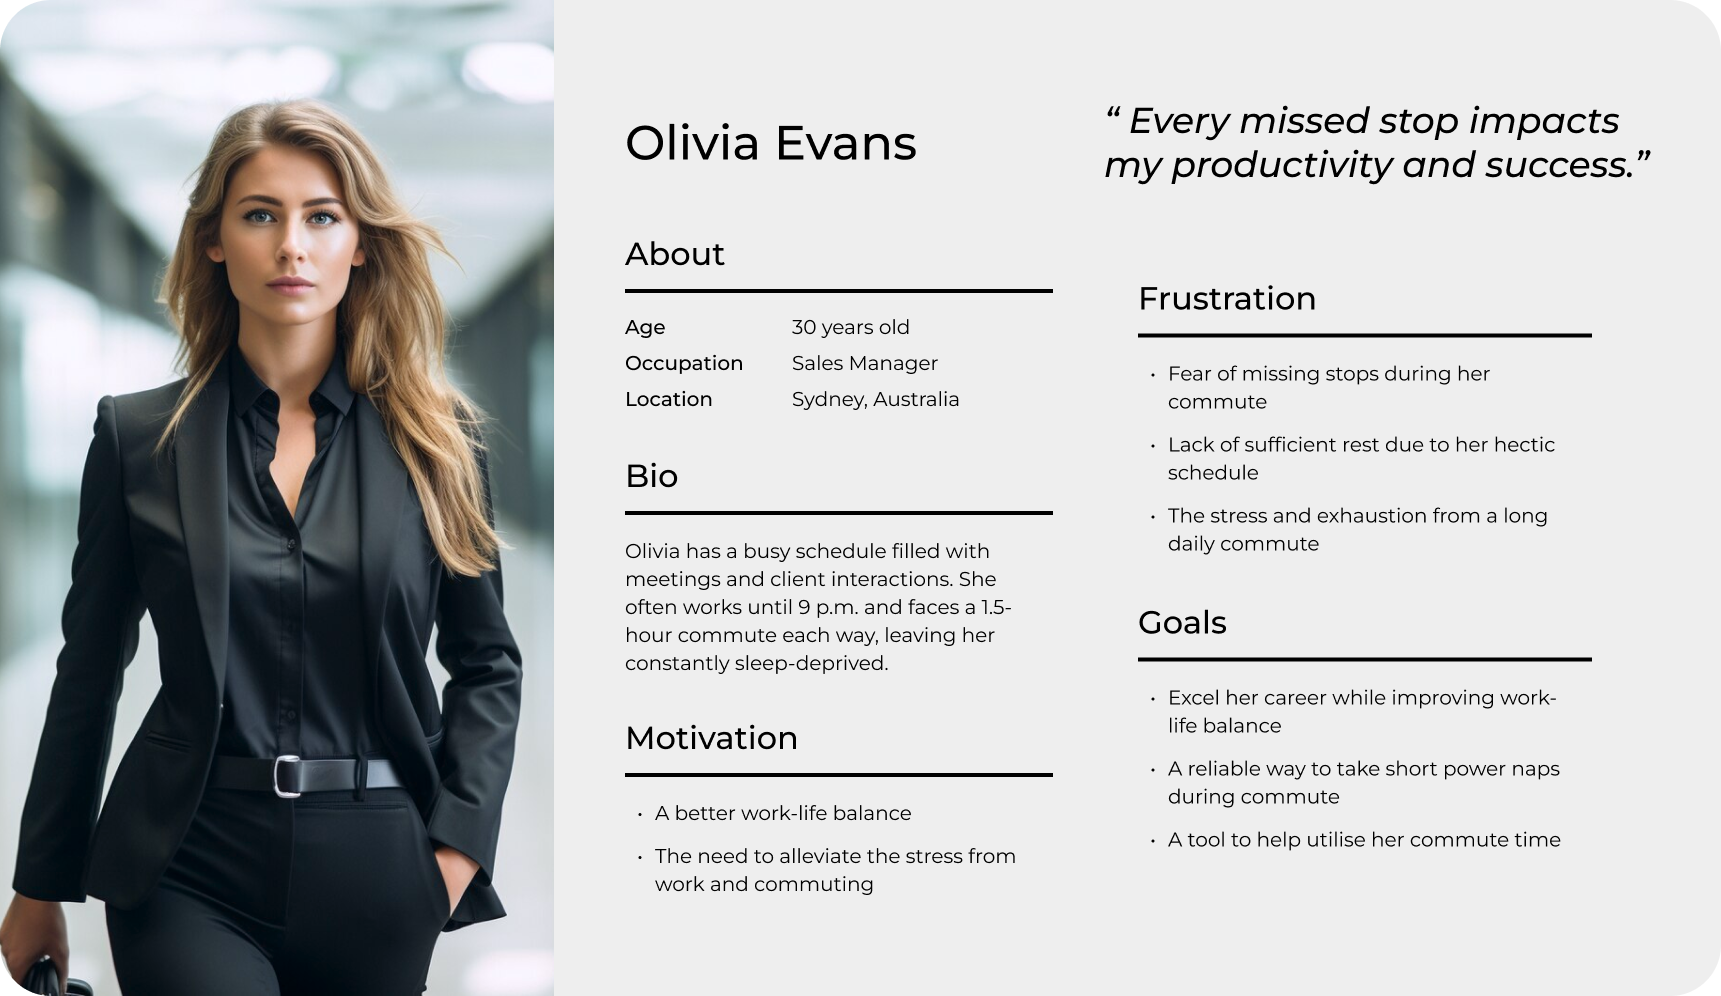 Olivia Evans
“ Every missed stop impacts
my productivity and success.”
About
Age 30 years old
Occupation Sales Manager
Location Sydney, Australia
Bio
Olivia has a busy schedule filled with
meetings and client interactions. She
often works until 9 p.m. and faces a 1.5-
hour commute each way, leaving her
constantly sleep-deprived.
Motivation
• A better work-life balance
• The need to alleviate the stress from
work and commuting
Frustration
• Fear of missing stops during her
commute
• Lack of sufficient rest due to her hectic
schedule
• The stress and exhaustion from a long
daily commute
Goals
• Excel her career while improving work-
life balance
• A reliable way to take short power naps
during commute
• A tool to help utilise her commute time